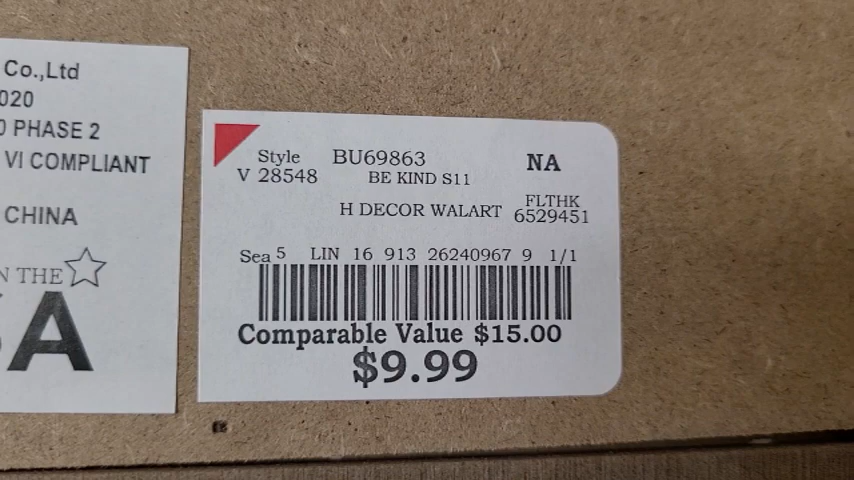 Co.,Ltd
020
0 PHASE 2
VI COMPLIANT
CHINA
N THE
A
Style BU69863 NA
V 28548 BE KIND S11
FLTHK
H DECOR WALART 6529451
Sea 5 LIN 16 913 26240967 9 1/1
Comparable Value $15.00
$9.99